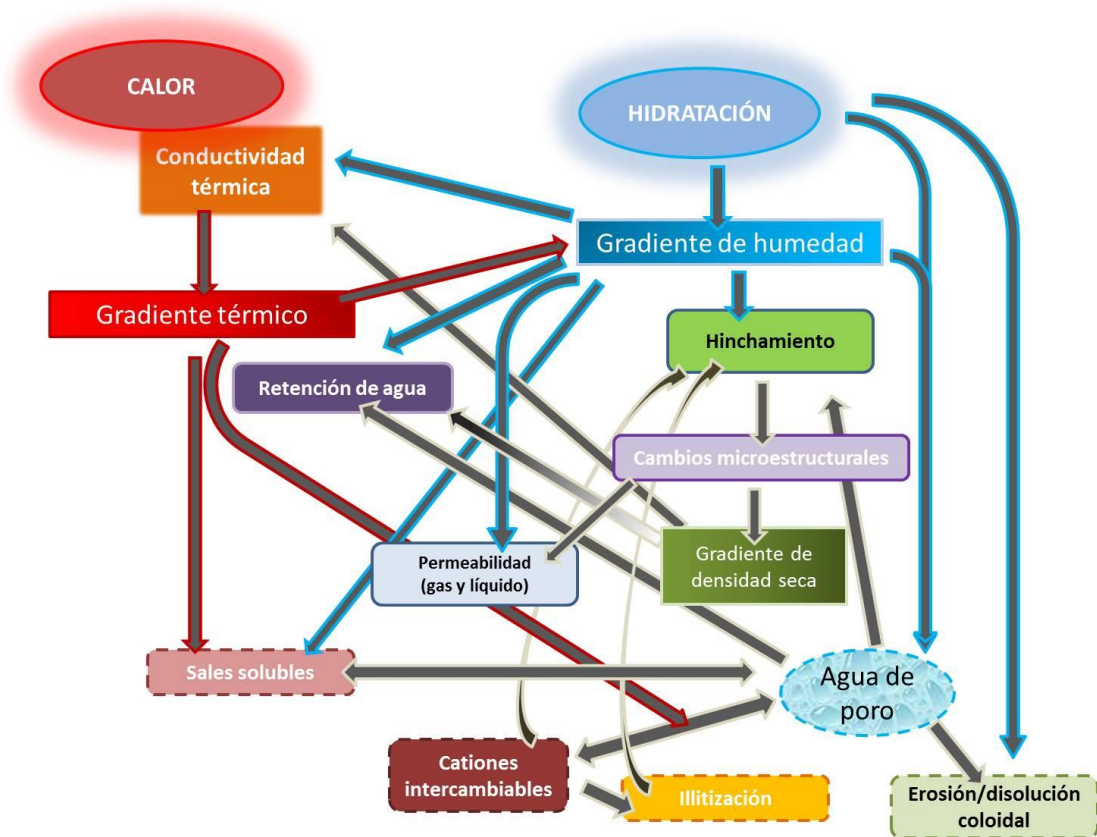 CALOR
HIDRATACIÓN
Conductividad
térmica
Gradiente de humedad
Gradiente térmico
Hinchamiento
Retención de agua
Cambios microestructurales
Permeabilidad
(gas y líquido)
Gradiente de
densidad seca
Sales solubles
Agua de
poro
Cationes
intercambiables
Illitización
Erosión/disolución
coloidal